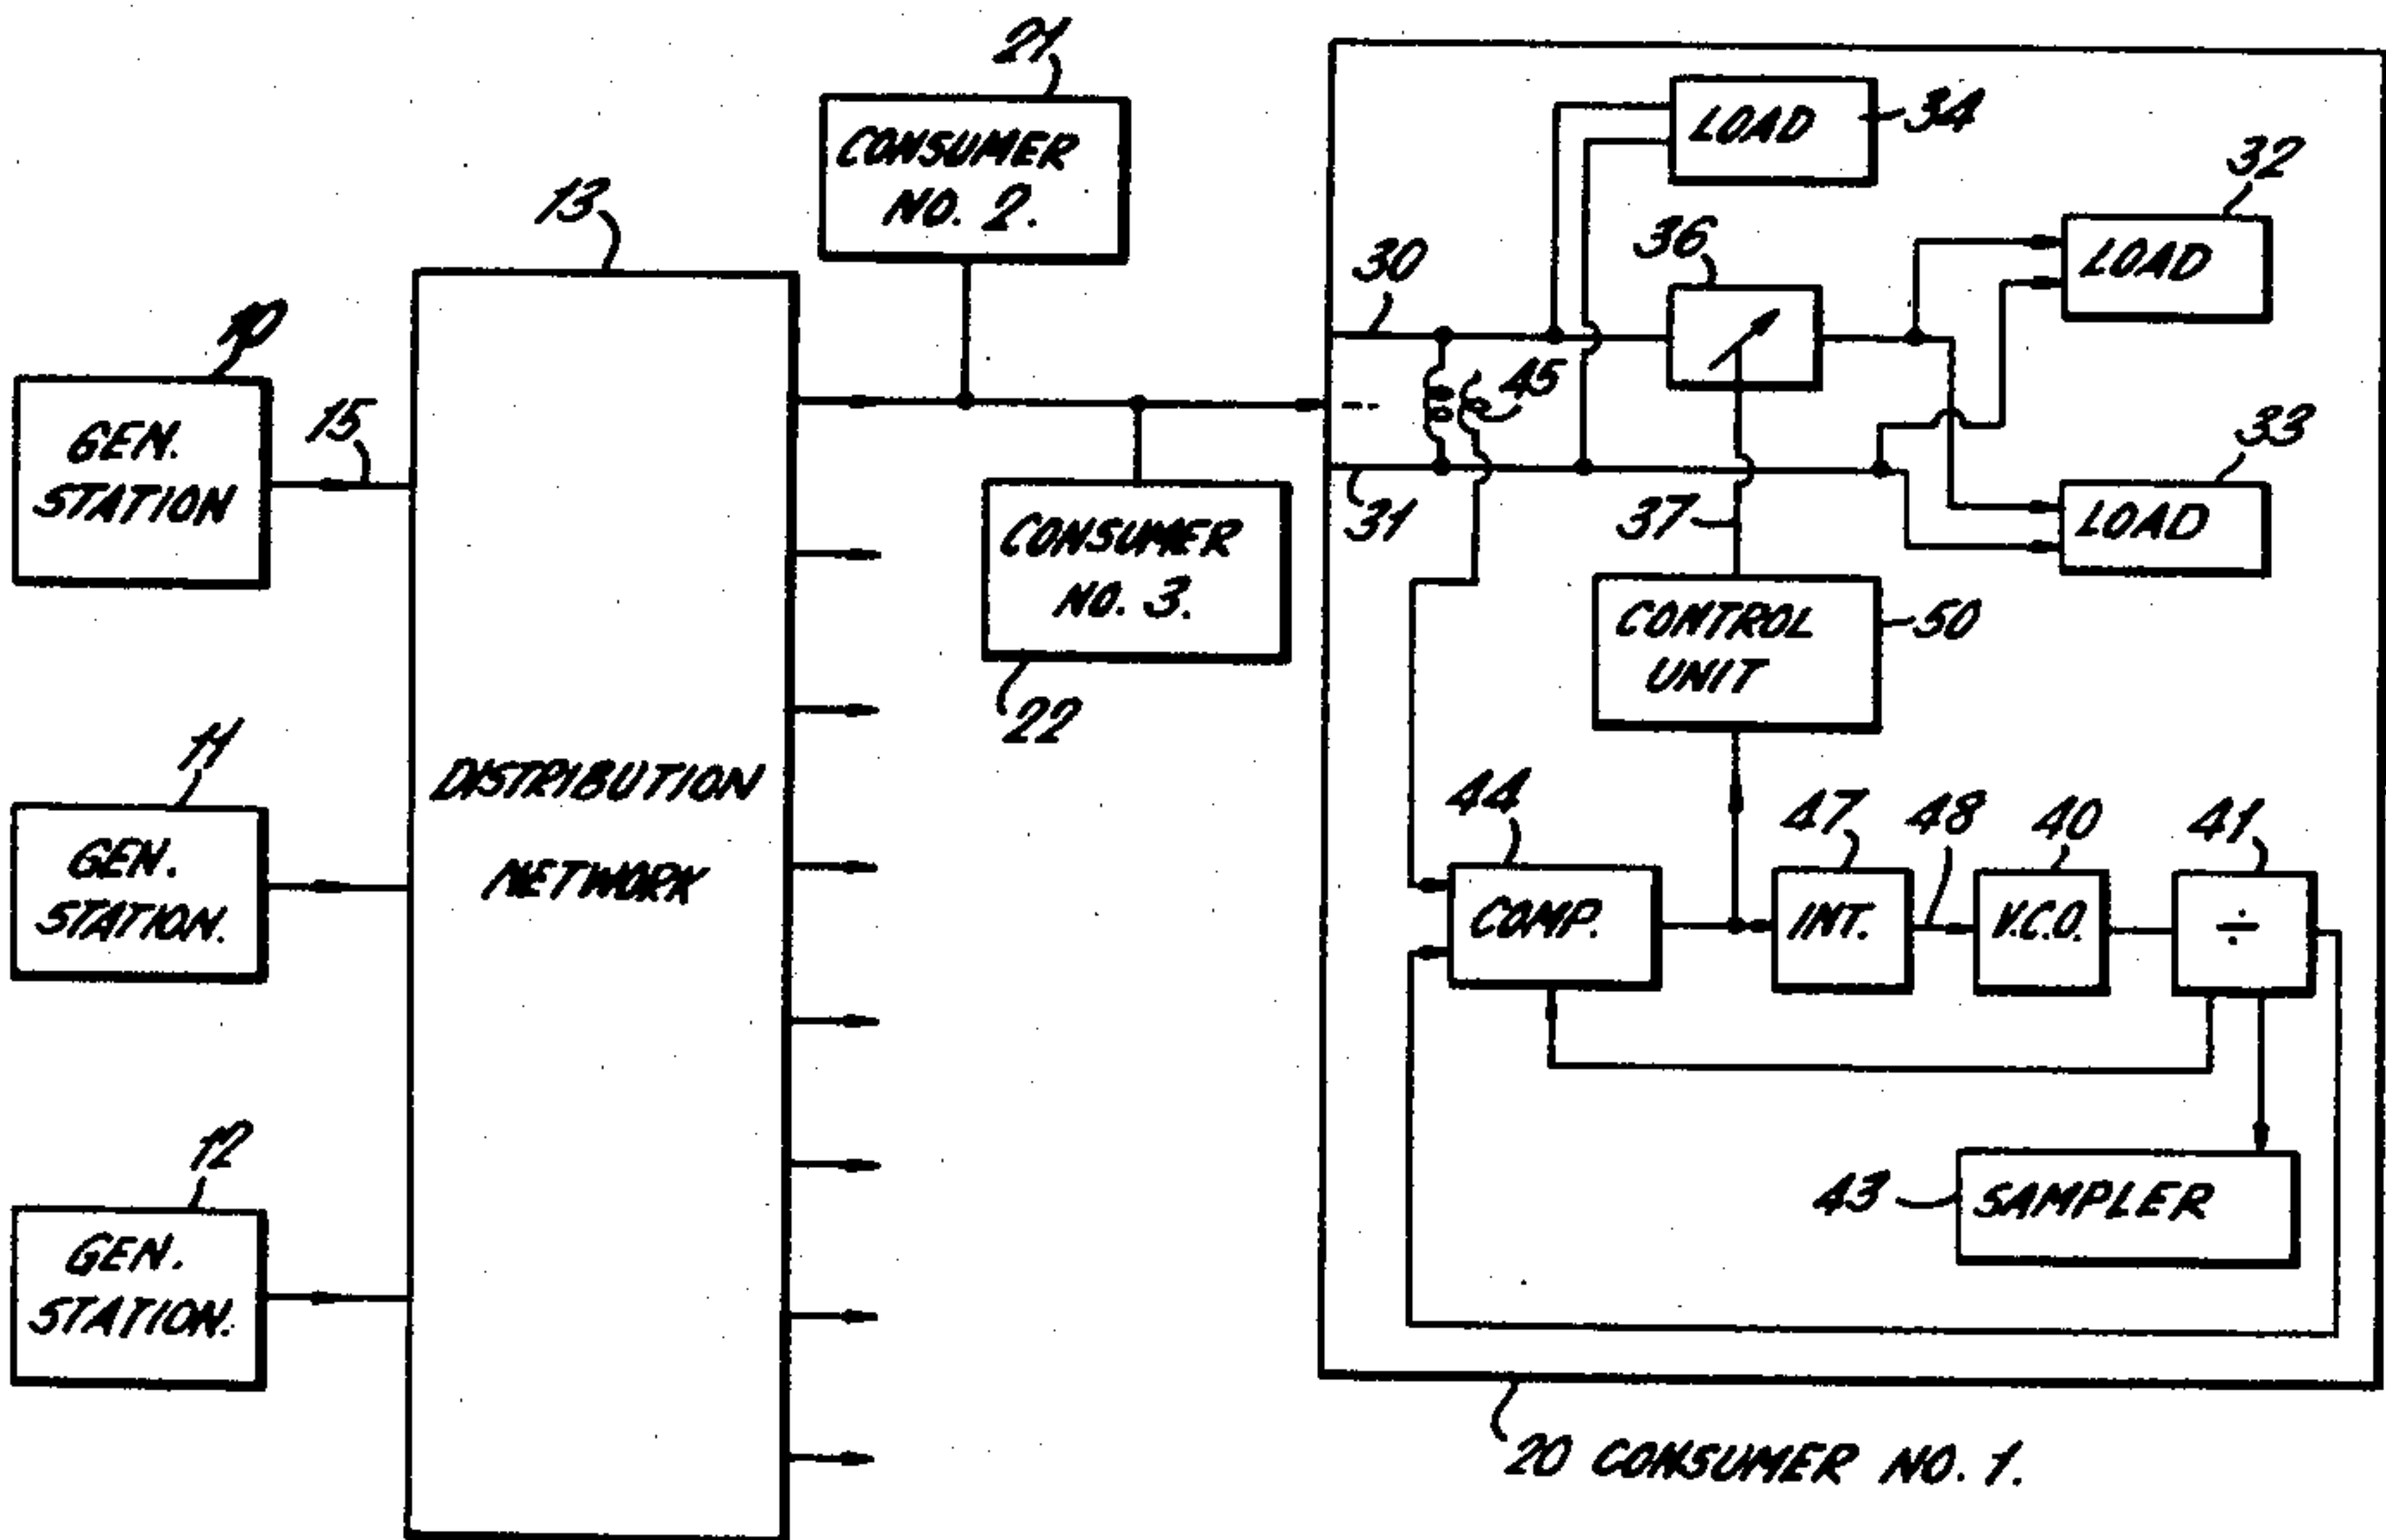 21
CONSUMER
NO. 2.
13
10
GEN.
STATION
15
11
GEN.
STATION.
12
GEN.
STATION.
DISTRIBUTION
NETWORK
CONSUMER
NO. 3.
22
LOAD
34
32
LOAD
36
30
45
31
33
LOAD
37
CONTROL
UNIT
50
44
COMP.
47
INT.
48
40
V.C.O.
41
÷
43
SAMPLER
20 CONSUMER NO. 1.